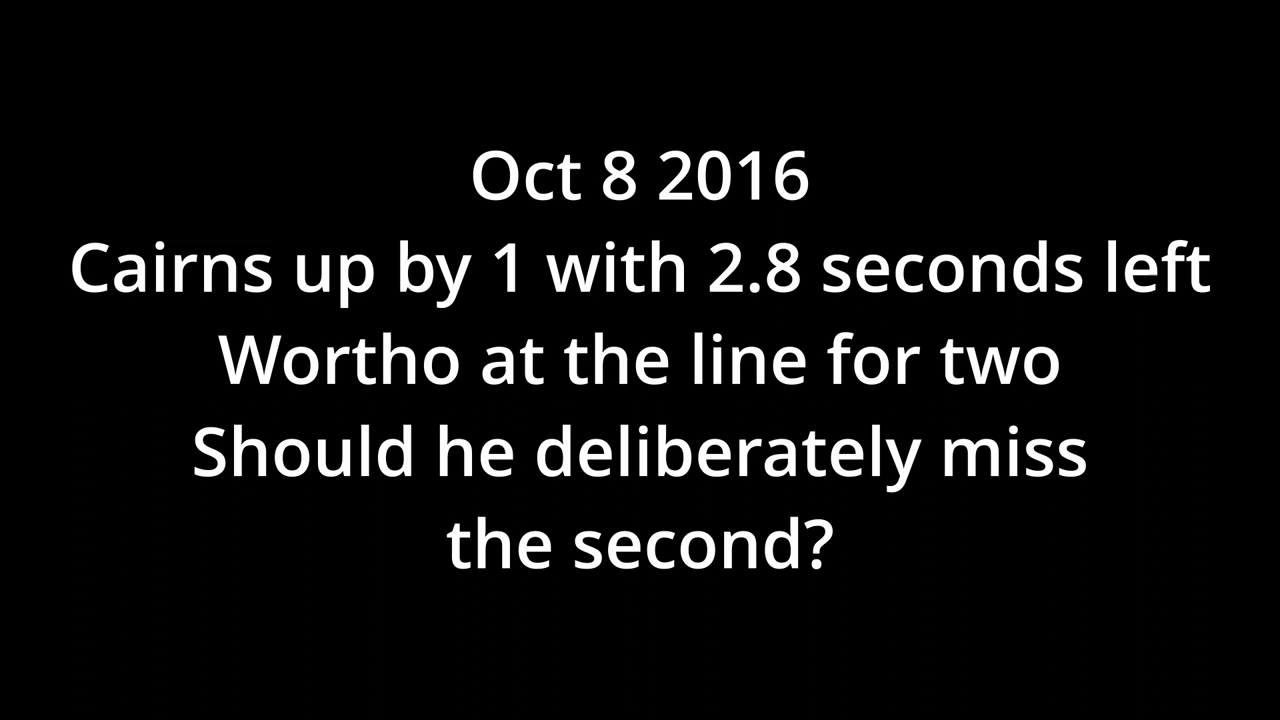 Oct 8 2016
Cairns up by 1 with 2.8 seconds left
Wortho at the line for two
Should he deliberately miss
the second?